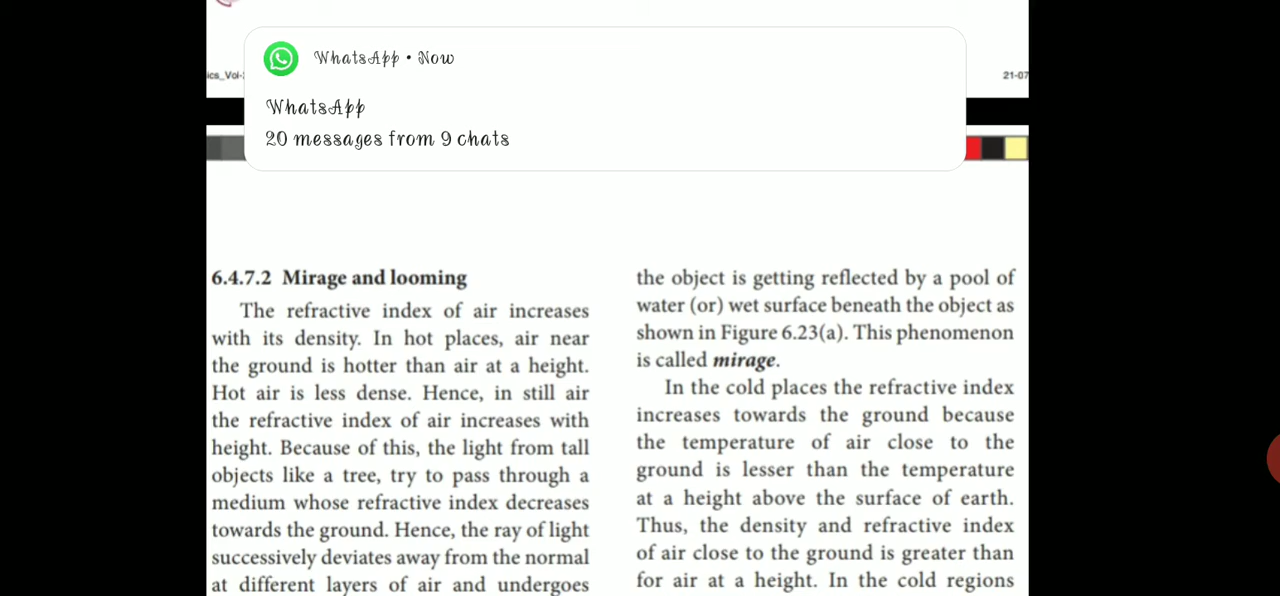 WhatsApp • Now
ics_Vol-
21-07
WhatsApp
20 messages from 9 chats
6.4.7.2 Mirage and looming
The refractive index of air increases
with its density. In hot places, air near
the ground is hotter than air at a height.
Hot air is less dense. Hence, in still air
the refractive index of air increases with
height. Because of this, the light from tall
objects like a tree, try to pass through a
medium whose refractive index decreases
towards the ground. Hence, the ray of light
successively deviates away from the normal
at different layers of air and undergoes
the object is getting reflected by a pool of
water (or) wet surface beneath the object as
shown in Figure 6.23(a). This phenomenon
is called mirage.
In the cold places the refractive index
increases towards the ground because
the temperature of air close to the
ground is lesser than the temperature
at a height above the surface of earth.
Thus, the density and refractive index
of air close to the ground is greater than
for air at a height. In the cold regions